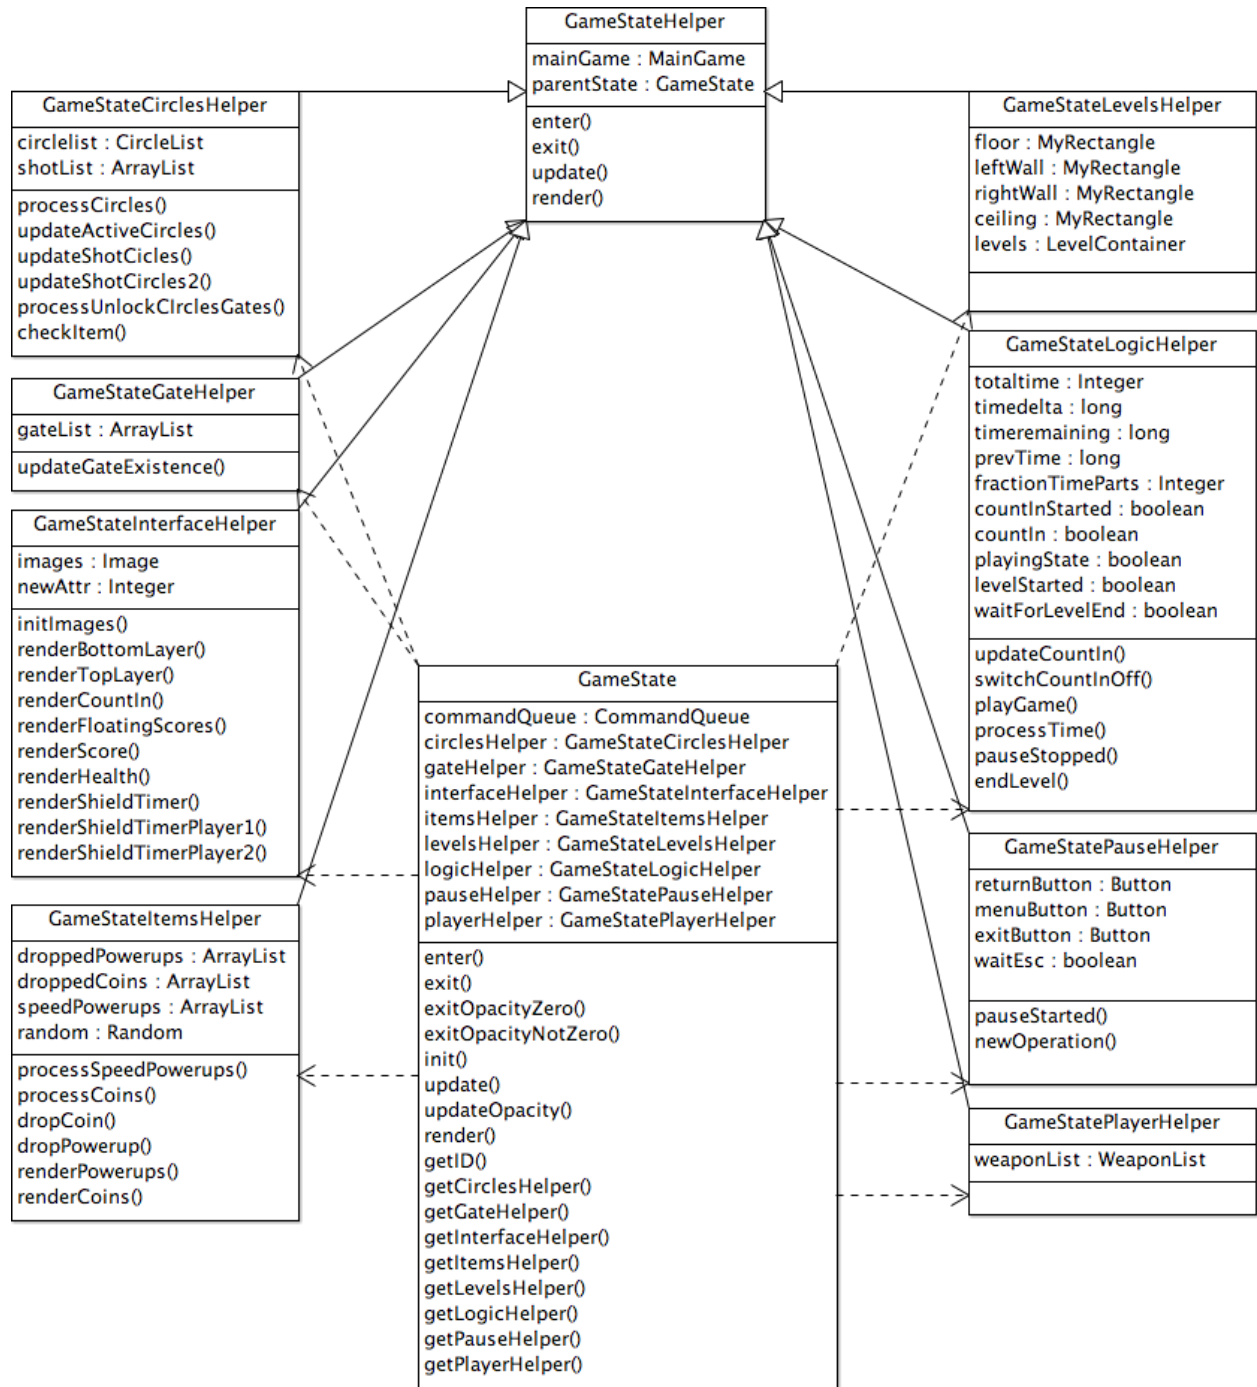 GameStateHelper
mainGame : MainGame
parentState : GameState
enter()
exit()
update()
render()
GameStateCirclesHelper
circlelist : CircleList
shotList : ArrayList
processCircles()
updateActiveCircles()
updateShotCicles()
updateShotCircles2()
processUnlockCIrclesGates()
checkItem()
GameStateGateHelper
gateList : ArrayList
updateGateExistence()
GameStateInterfaceHelper
images : Image
newAttr : Integer
initImages()
renderBottomLayer()
renderTopLayer()
renderCountIn()
renderFloatingScores()
renderScore()
renderHealth()
renderShieldTimer()
renderShieldTimerPlayer1()
renderShieldTimerPlayer2()
GameStateItemsHelper
droppedPowerups : ArrayList
droppedCoins : ArrayList
speedPowerups : ArrayList
random : Random
processSpeedPowerups()
processCoins()
dropCoin()
dropPowerup()
renderPowerups()
renderCoins()
GameState
commandQueue : CommandQueue
circlesHelper : GameStateCirclesHelper
gateHelper : GameStateGateHelper
interfaceHelper : GameStateInterfaceHelper
itemsHelper : GameStateItemsHelper
levelsHelper : GameStateLevelsHelper
logicHelper : GameStateLogicHelper
pauseHelper : GameStatePauseHelper
playerHelper : GameStatePlayerHelper
enter()
exit()
exitOpacityZero()
exitOpacityNotZero()
init()
update()
updateOpacity()
render()
getID()
getCirclesHelper()
getGateHelper()
getInterfaceHelper()
getItemsHelper()
getLevelsHelper()
getLogicHelper()
getPauseHelper()
getPlayerHelper()
GameStateLevelsHelper
floor : MyRectangle
leftWall : MyRectangle
rightWall : MyRectangle
ceiling : MyRectangle
levels : LevelContainer
GameStateLogicHelper
totaltime : Integer
timedelta : long
timeremaining : long
prevTime : long
fractionTimeParts : Integer
countInStarted : boolean
countIn : boolean
playingState : boolean
levelStarted : boolean
waitForLevelEnd : boolean
updateCountIn()
switchCountInOff()
playGame()
processTime()
pauseStopped()
endLevel()
GameStatePauseHelper
returnButton : Button
menuButton : Button
exitButton : Button
waitEsc : boolean
pauseStarted()
newOperation()
GameStatePlayerHelper
weaponList : WeaponList